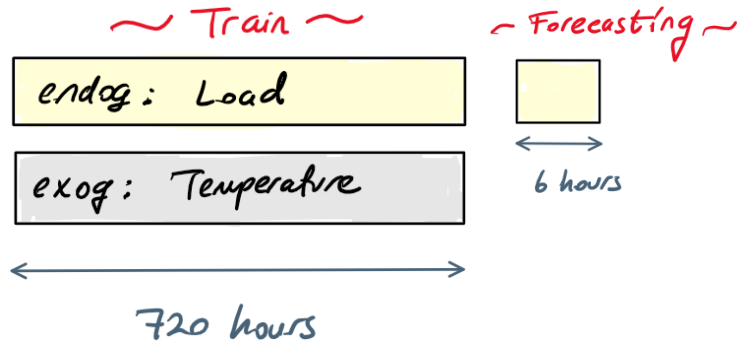 ~ Train ~
~ Forecasting ~
endog: Load
exog: Temperature
6 hours
720 hours